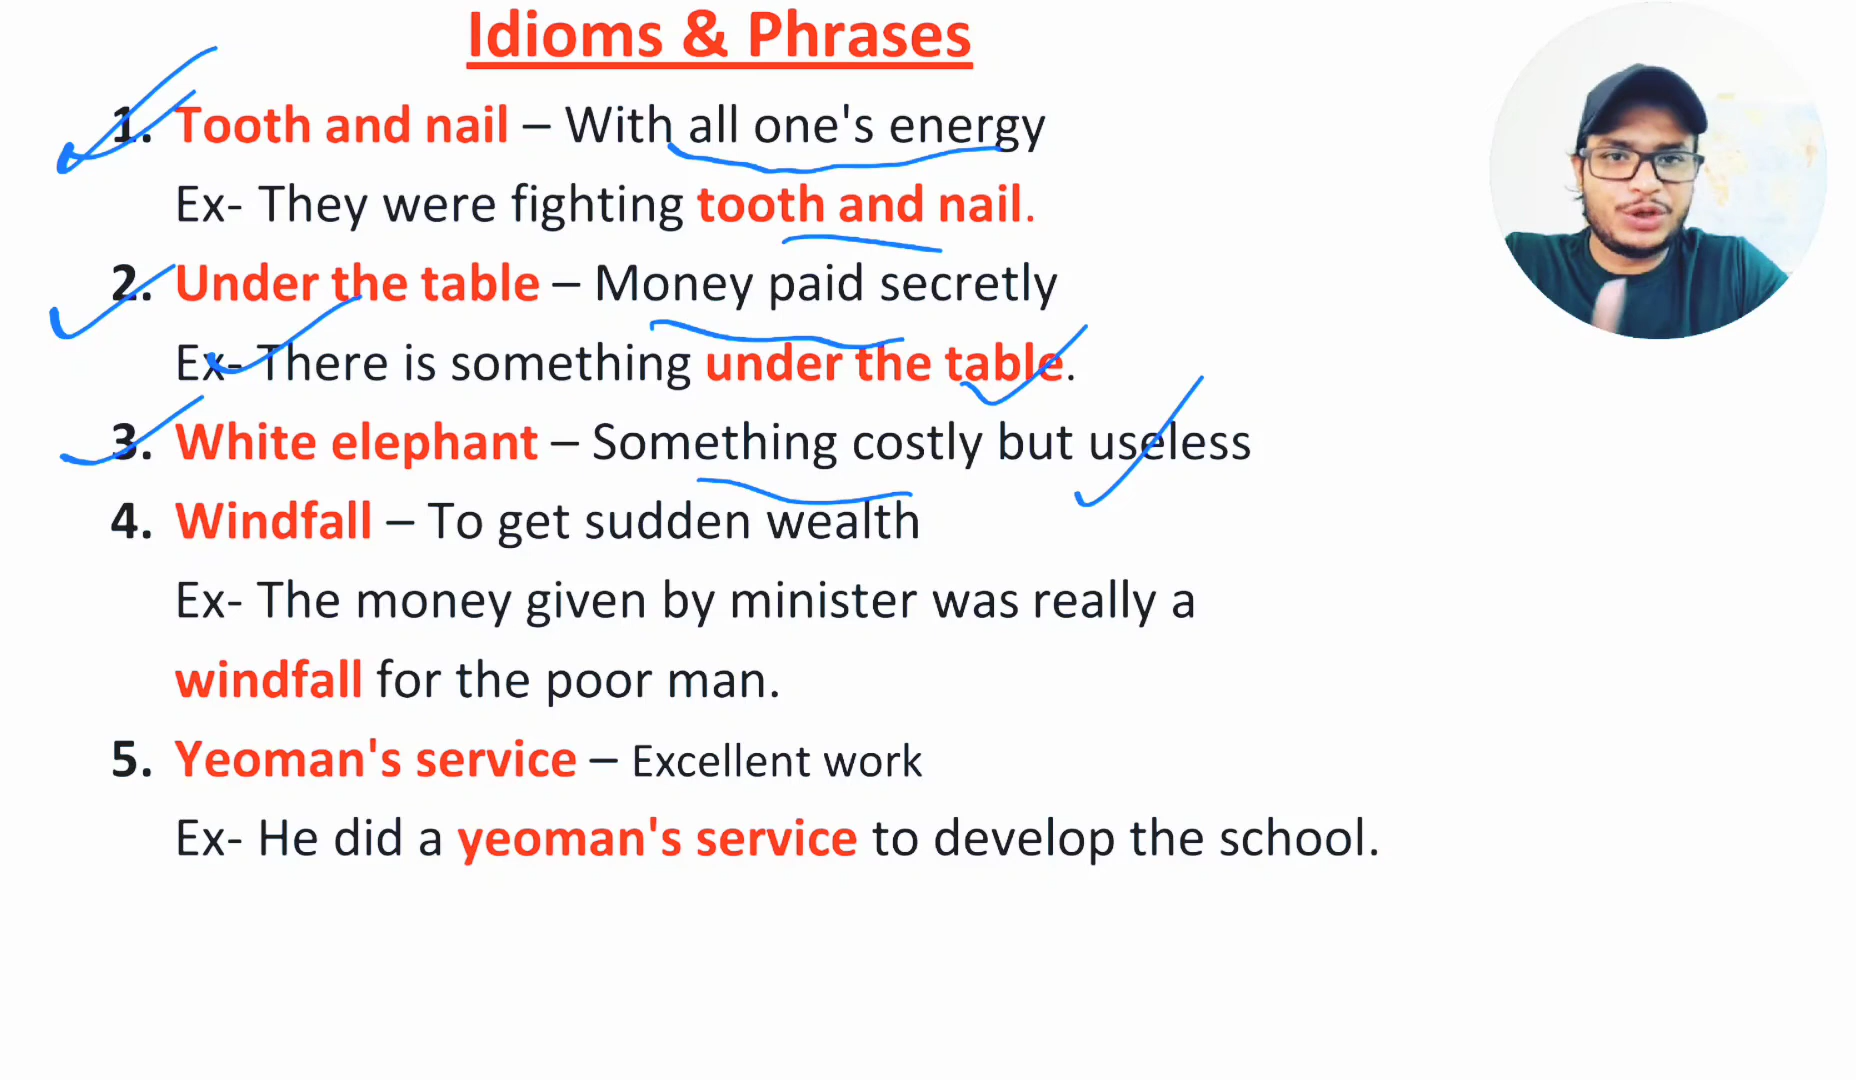 Idioms & Phrases
1. Tooth and nail – With all one's energy
Ex- They were fighting tooth and nail.
2. Under the table – Money paid secretly
Ex- There is something under the table.
3. White elephant – Something costly but useless
4. Windfall – To get sudden wealth
Ex- The money given by minister was really a
windfall for the poor man.
5. Yeoman's service – Excellent work
Ex- He did a yeoman's service to develop the school.